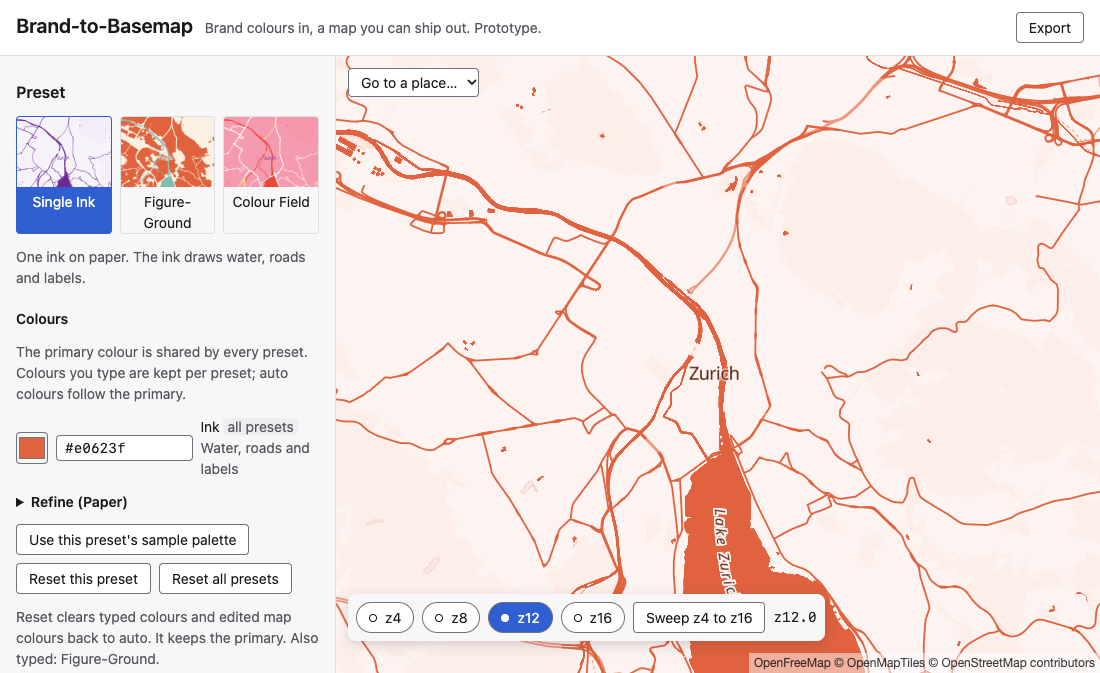 Brand-to-Basemap
Brand colours in, a map you can ship out. Prototype.
Export
Preset
Single Ink
Figure-
Ground
Colour Field
One ink on paper. The ink draws water, roads
and labels.
Colours
The primary colour is shared by every preset.
Colours you type are kept per preset; auto
colours follow the primary.
#e0623f
Ink all presets
Water, roads and
labels
Refine (Paper)
Use this preset's sample palette
Reset this preset
Reset all presets
Reset clears typed colours and edited map
colours back to auto. It keeps the primary. Also
typed: Figure-Ground.
Go to a place...
Zurich
Lake Zuric
z4
z8
z12
z16
Sweep z4 to z16
z12.0
OpenFreeMap © OpenMapTiles © OpenStreetMap contributors